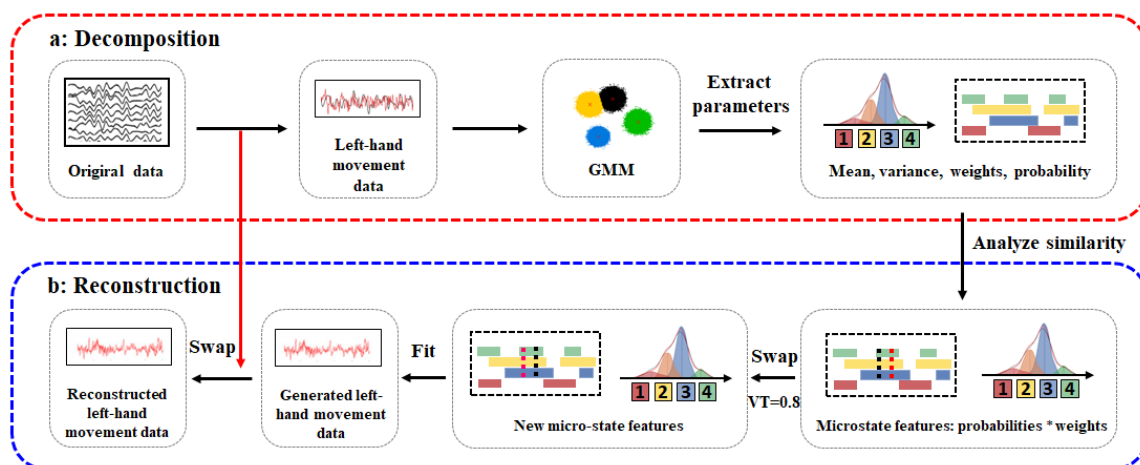 a: Decomposition
Origiral data
Left-hand
movement
data
GMM
Extract
parameters
1 2 3 4
Mean, variance, weights, probability
Analyze similarity
b: Reconstruction
Reconstructed
left-hand
movement data
Swap
Generated left-
hand movement
data
Fit
1 2 3 4
New micro-state features
Swap
VT=0.8
1 2 3 4
Microstate features: probabilities * weights